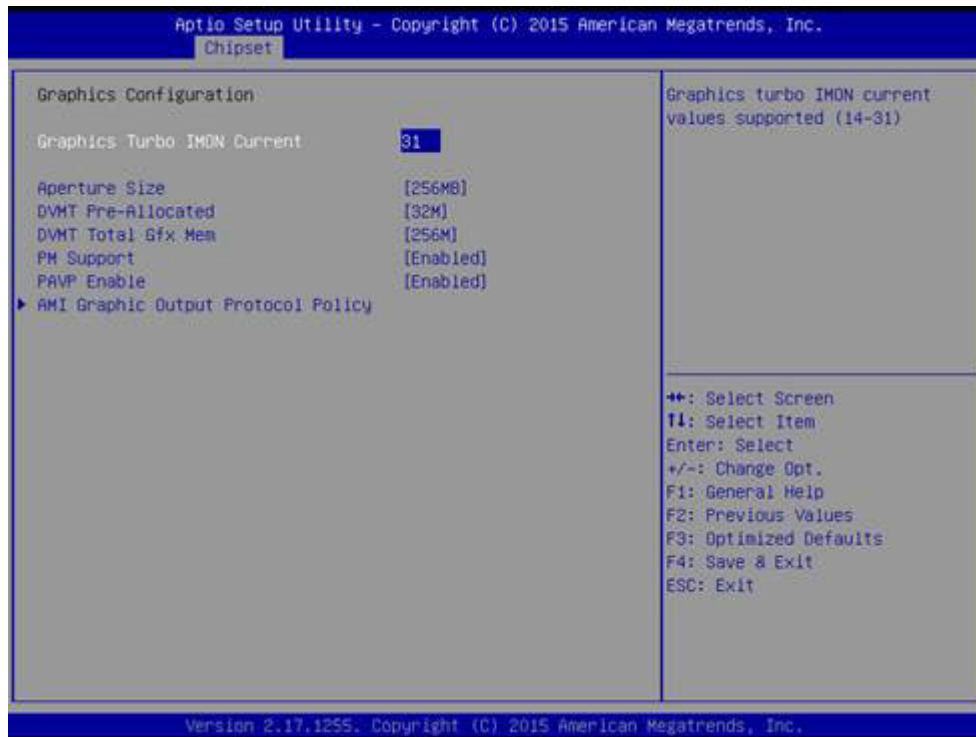 Aptio Setup Utility – Copyright (C) 2015 American Megatrends, Inc.
Chipset
Graphics Configuration
Graphics Turbo IMON Current 31
Aperture Size [256MB]
DVMT Pre-Allocated [32M]
DVMT Total Gfx Mem [256M]
PM Support [Enabled]
PAVP Enable [Enabled]
▶ AMI Graphic Output Protocol Policy
Graphics turbo IMON current
values supported (14-31)
→←: Select Screen
↑↓: Select Item
Enter: Select
+/-: Change Opt.
F1: General Help
F2: Previous Values
F3: Optimized Defaults
F4: Save & Exit
ESC: Exit
Version 2.17.1255. Copyright (C) 2015 American Megatrends, Inc.